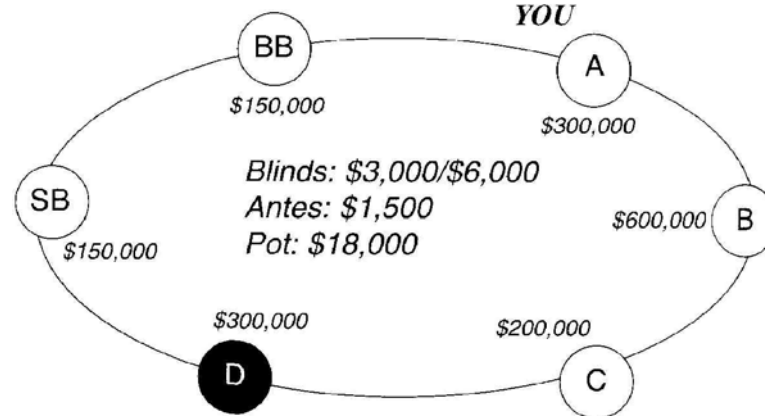 YOU
BB
A
$150,000
$300,000
Blinds: $3,000/$6,000
SB
Antes: $1,500
$600,000
B
$150,000
Pot: $18,000
$300,000
$200,000
D
C